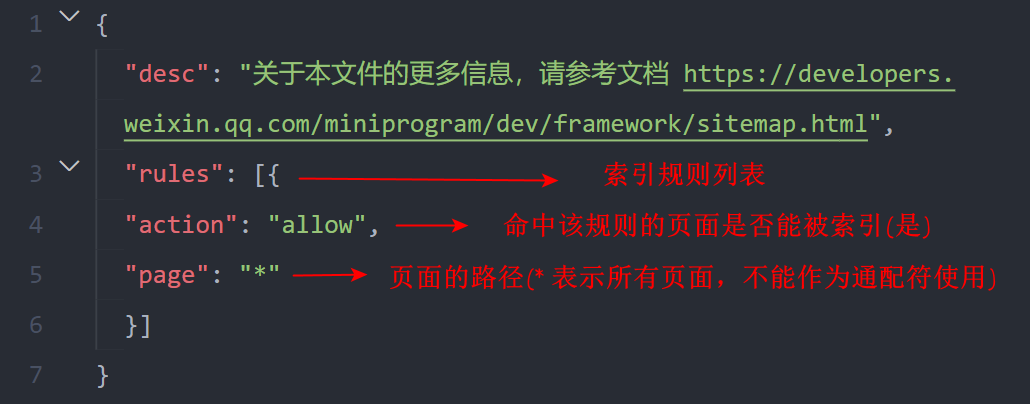 1 {
2 "desc": "关于本文件的更多信息，请参考文档 https://developers.
weixin.qq.com/miniprogram/dev/framework/sitemap.html",
3 "rules": [{ 索引规则列表
4 "action": "allow", 命中该规则的页面是否能被索引(是)
5 "page": "*" 页面的路径(* 表示所有页面，不能作为通配符使用)
6 }]
7 }